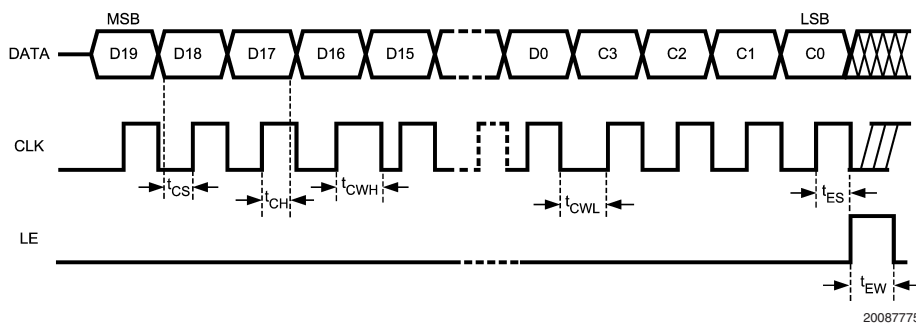 MSB LSB
DATA D19 D18 D17 D16 D15 D0 C3 C2 C1 C0
CLK
tCS tCH tCWH tCWL tES
LE
tEW
20087775